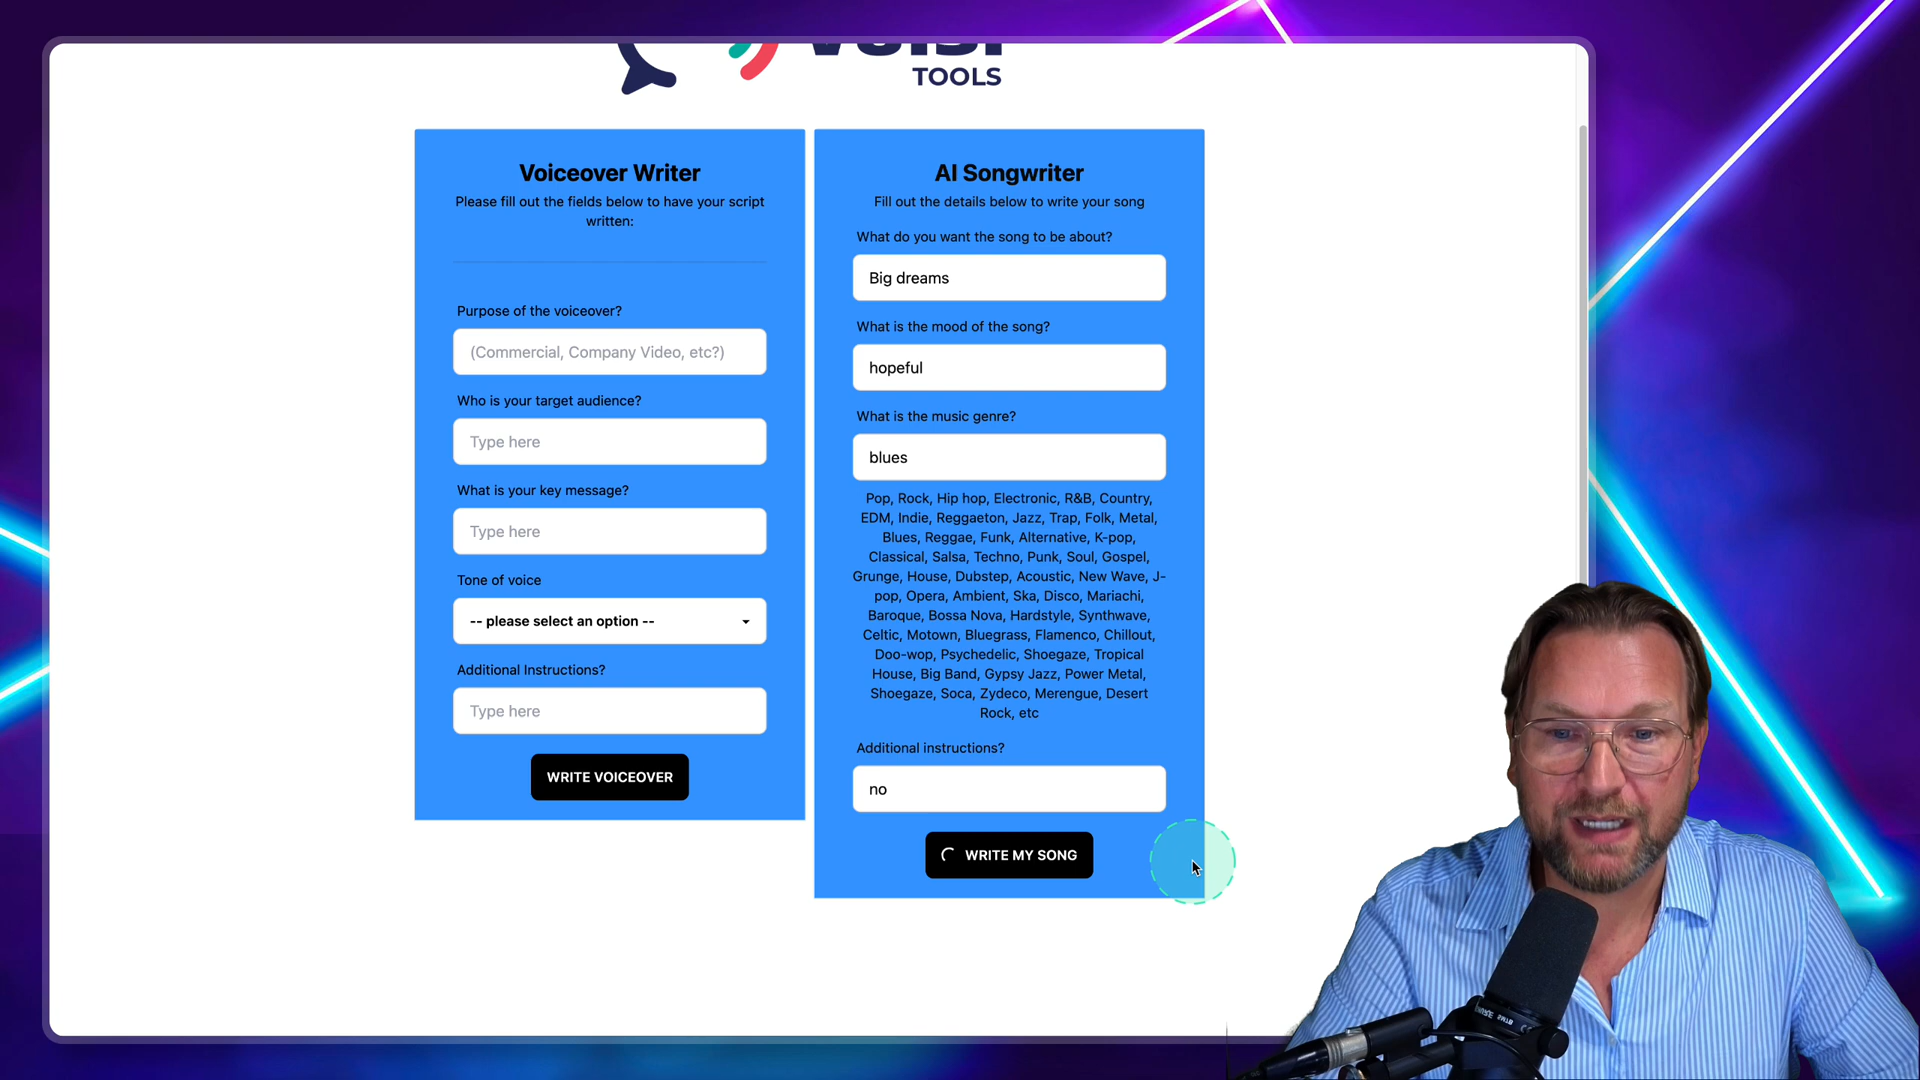 TOOLS
Voiceover Writer
Please fill out the fields below to have your script
written:
Purpose of the voiceover?
(Commercial, Company Video, etc?)
Who is your target audience?
Type here
What is your key message?
Type here
Tone of voice
-- please select an option --
Additional Instructions?
Type here
WRITE VOICEOVER
AI Songwriter
Fill out the details below to write your song
What do you want the song to be about?
Big dreams
What is the mood of the song?
hopeful
What is the music genre?
blues
Pop, Rock, Hip hop, Electronic, R&B, Country,
EDM, Indie, Reggaeton, Jazz, Trap, Folk, Metal,
Blues, Reggae, Funk, Alternative, K-pop,
Classical, Salsa, Techno, Punk, Soul, Gospel,
Grunge, House, Dubstep, Acoustic, New Wave, J-
pop, Opera, Ambient, Ska, Disco, Mariachi,
Baroque, Bossa Nova, Hardstyle, Synthwave,
Celtic, Motown, Bluegrass, Flamenco, Chillout,
Doo-wop, Psychedelic, Shoegaze, Tropical
House, Big Band, Gypsy Jazz, Power Metal,
Shoegaze, Soca, Zydeco, Merengue, Desert
Rock, etc
Additional instructions?
no
WRITE MY SONG